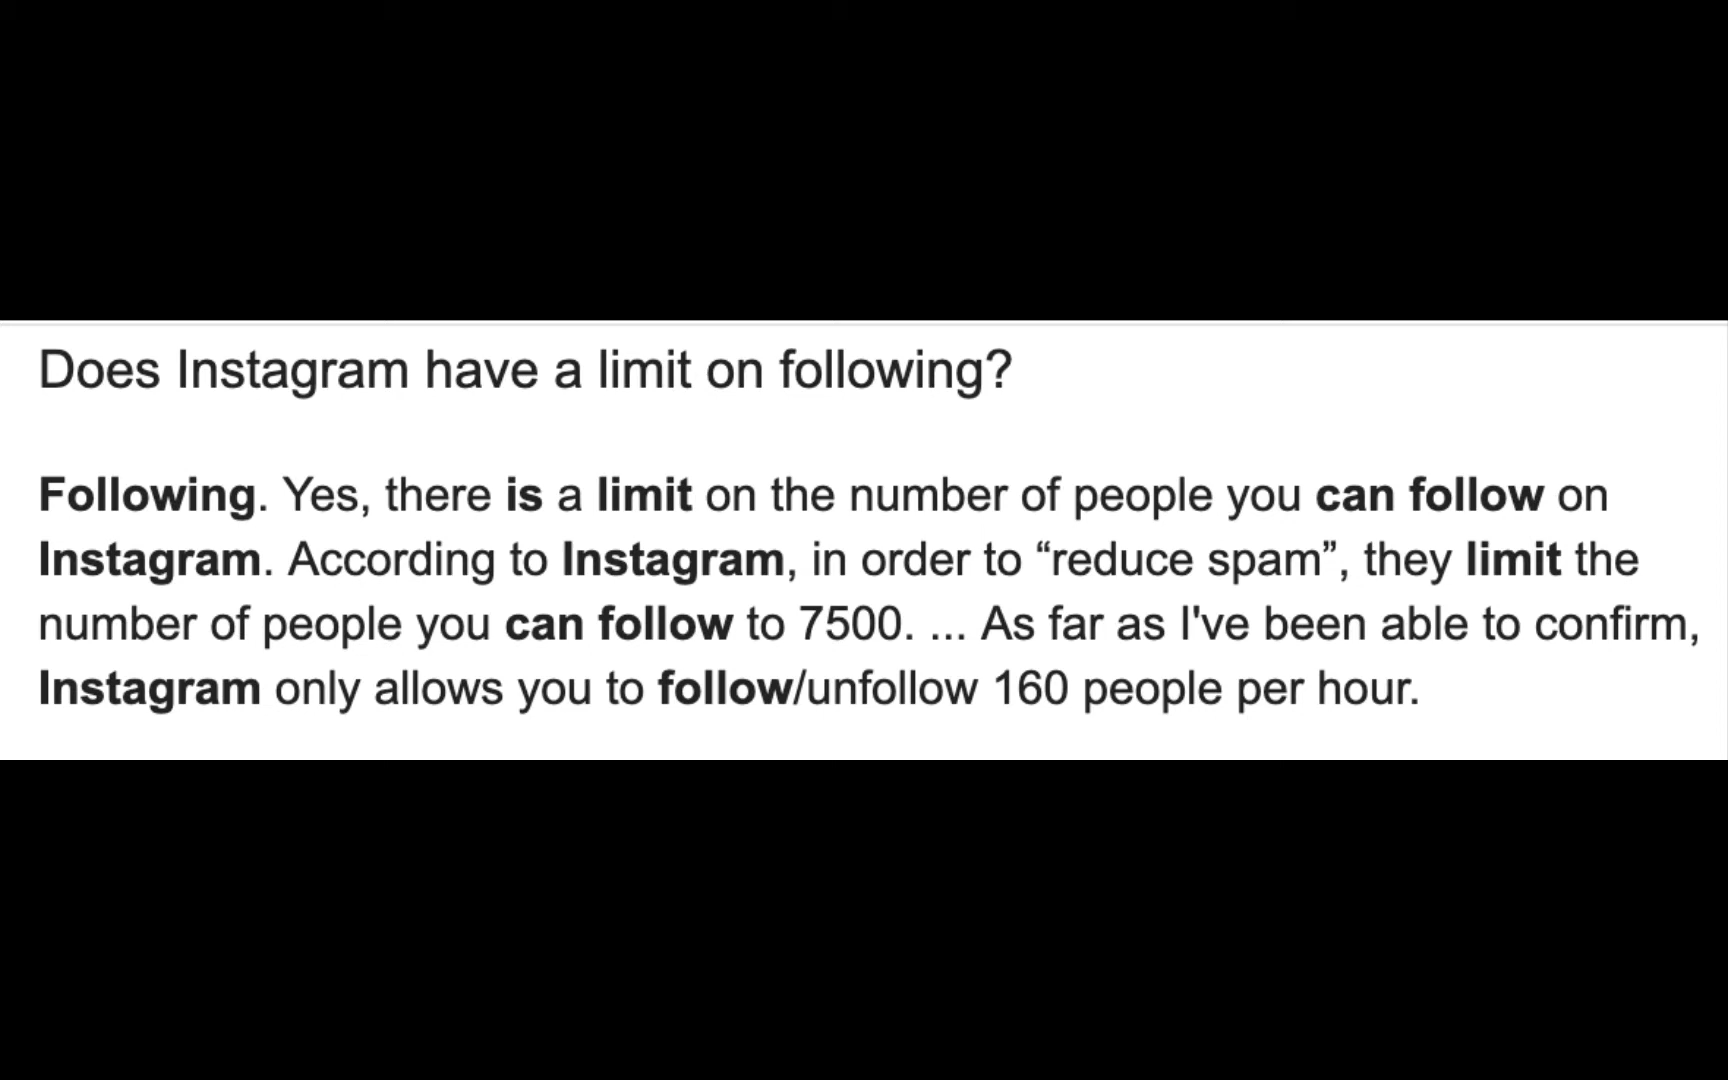 Does Instagram have a limit on following?
Following. Yes, there is a limit on the number of people you can follow on
Instagram. According to Instagram, in order to “reduce spam”, they limit the
number of people you can follow to 7500. ... As far as I've been able to confirm,
Instagram only allows you to follow/unfollow 160 people per hour.